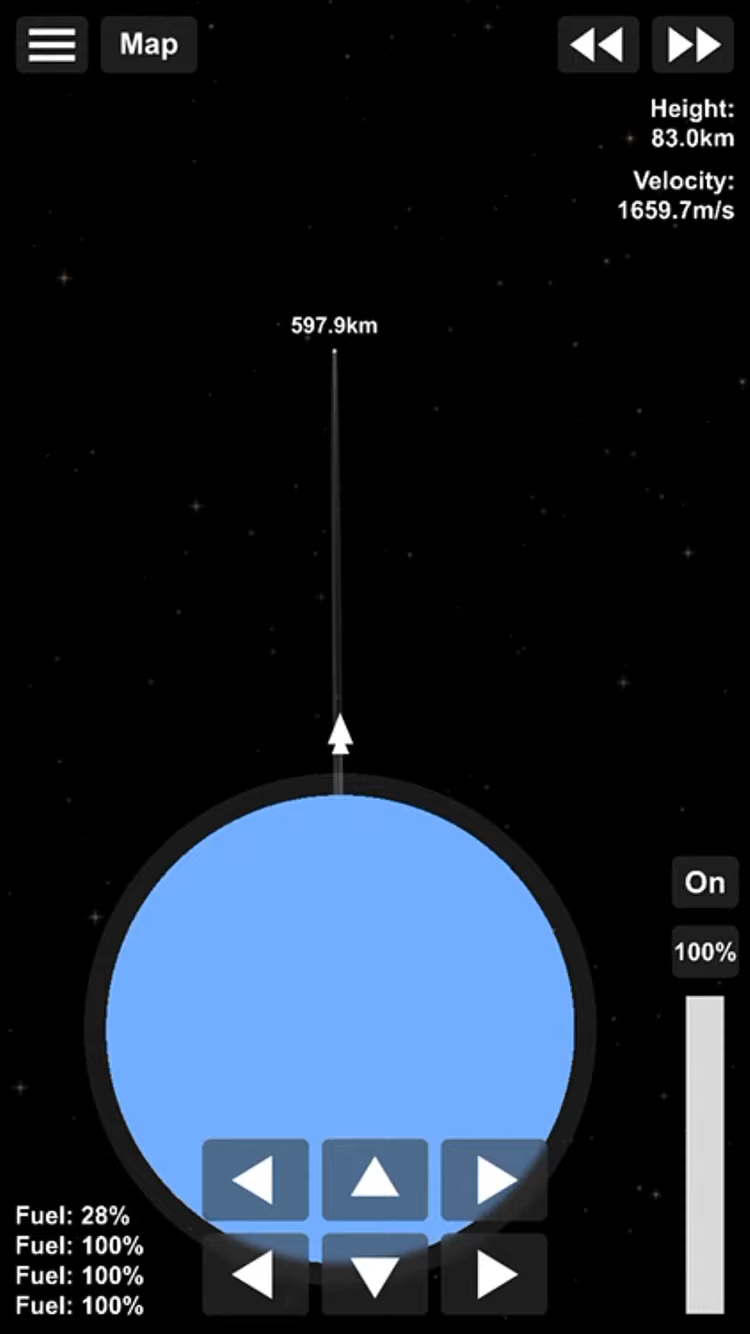 Map
Height:
83.0km
Velocity:
1659.7m/s
597.9km
On
100%
Fuel: 28%
Fuel: 100%
Fuel: 100%
Fuel: 100%